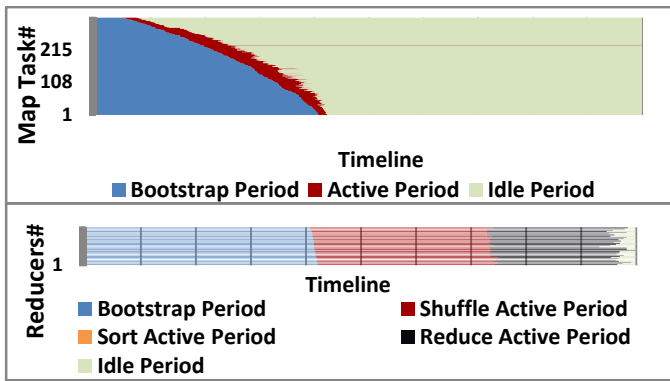 Map Task#
215
108
1
Timeline
Bootstrap Period Active Period Idle Period
Reducers#
1
Timeline
Bootstrap Period Shuffle Active Period
Sort Active Period Reduce Active Period
Idle Period